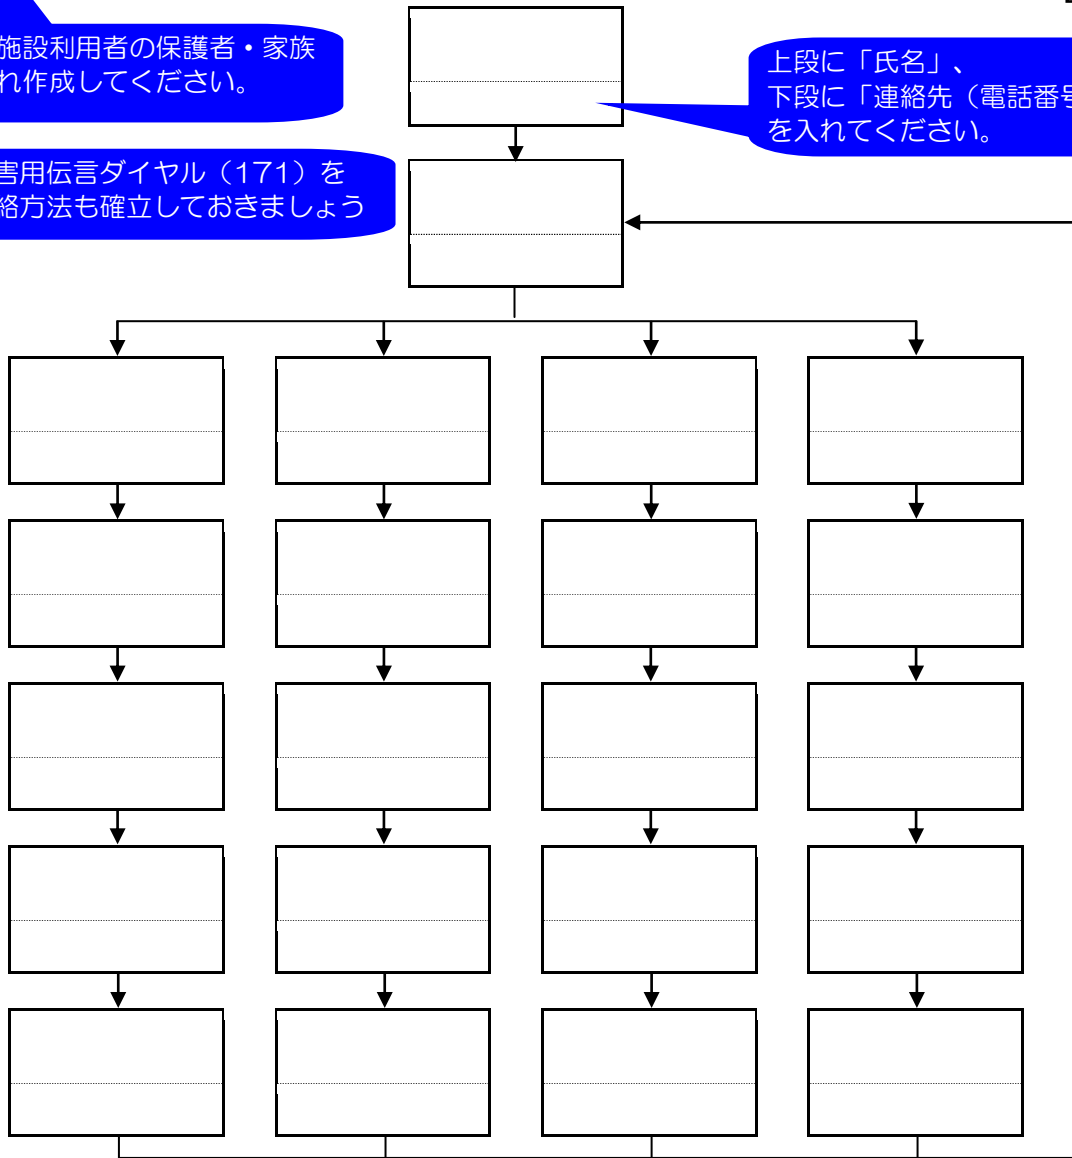 施設利用者の保護者・家族
れ作成してください。
上段に「氏名」、
下段に「連絡先（電話番号
を入れてください。
害用伝言ダイヤル（171）を
絡方法も確立しておきましょう